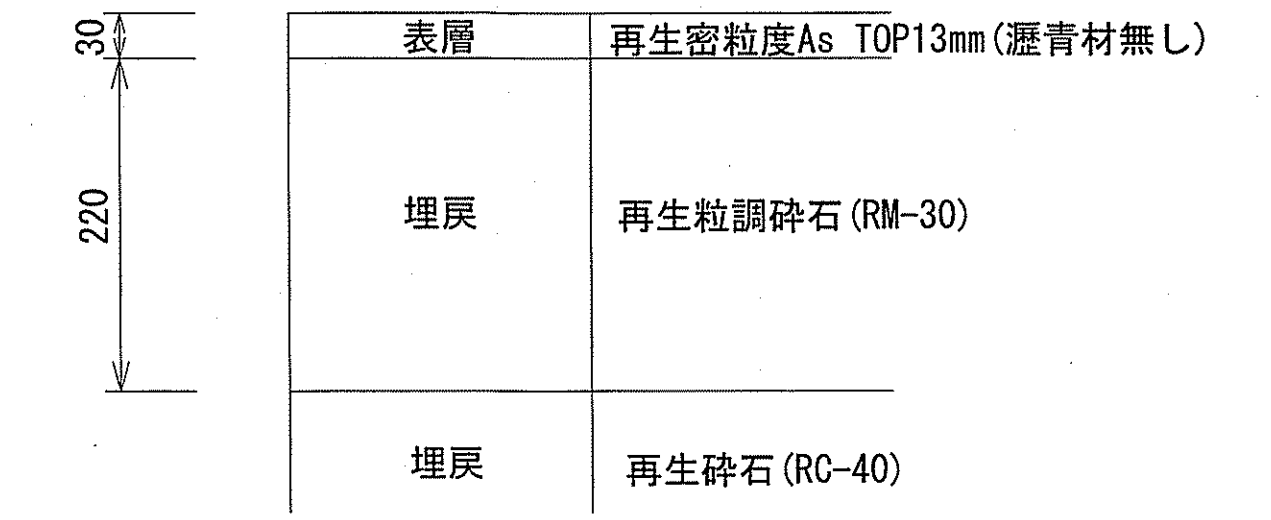 30 表層 再生密粒度As TOP13mm(瀝青材無し)
220 埋戻 再生粒調砕石(RM-30)
埋戻 再生砕石(RC-40)